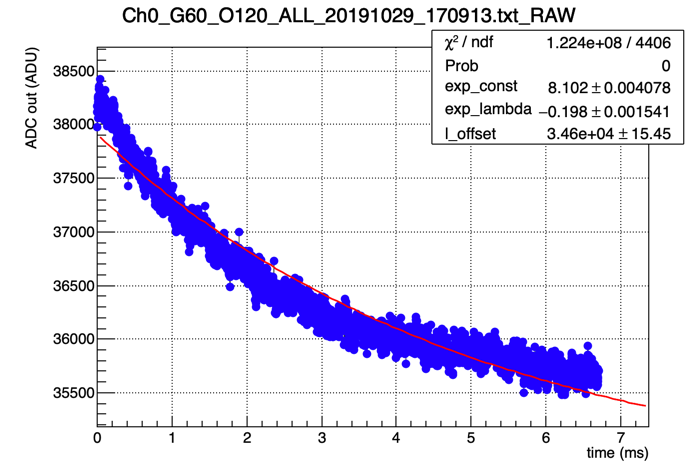 Ch0_G60_O120_ALL_20191029_170913.txt_RAW
χ² / ndf 1.224e+08 / 4406
Prob 0
exp_const 8.102 ± 0.004078
exp_lambda −0.198 ± 0.001541
l_offset 3.46e+04 ± 15.45
ADC out (ADU)
38500
38000
37500
37000
36500
36000
35500
0 1 2 3 4 5 6 7
time (ms)